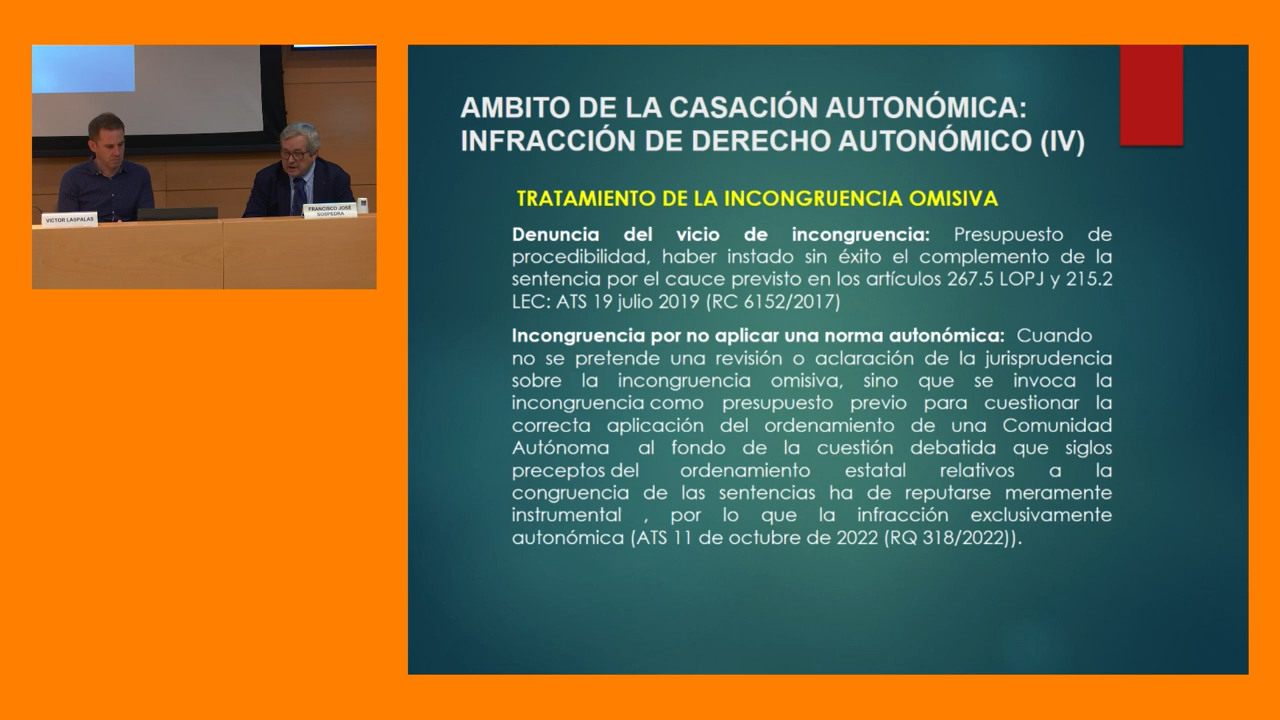 VICTOR LASPALAS
FRANCISCO JOSÉ
SOSPEDRA
AMBITO DE LA CASACIÓN AUTONÓMICA:
INFRACCIÓN DE DERECHO AUTONÓMICO (IV)
TRATAMIENTO DE LA INCONGRUENCIA OMISIVA
Denuncia del vicio de incongruencia: Presupuesto de
procedibilidad, haber instado sin éxito el complemento de la
sentencia por el cauce previsto en los artículos 267.5 LOPJ y 215.2
LEC: ATS 19 julio 2019 (RC 6152/2017)
Incongruencia por no aplicar una norma autonómica: Cuando
no se pretende una revisión o aclaración de la jurisprudencia
sobre la incongruencia omisiva, sino que se invoca la
incongruencia como presupuesto previo para cuestionar la
correcta aplicación del ordenamiento de una Comunidad
Autónoma al fondo de la cuestión debatida que siglos
preceptos del ordenamiento estatal relativos a la
congruencia de las sentencias ha de reputarse meramente
instrumental , por lo que la infracción exclusivamente
autonómica (ATS 11 de octubre de 2022 (RQ 318/2022)).